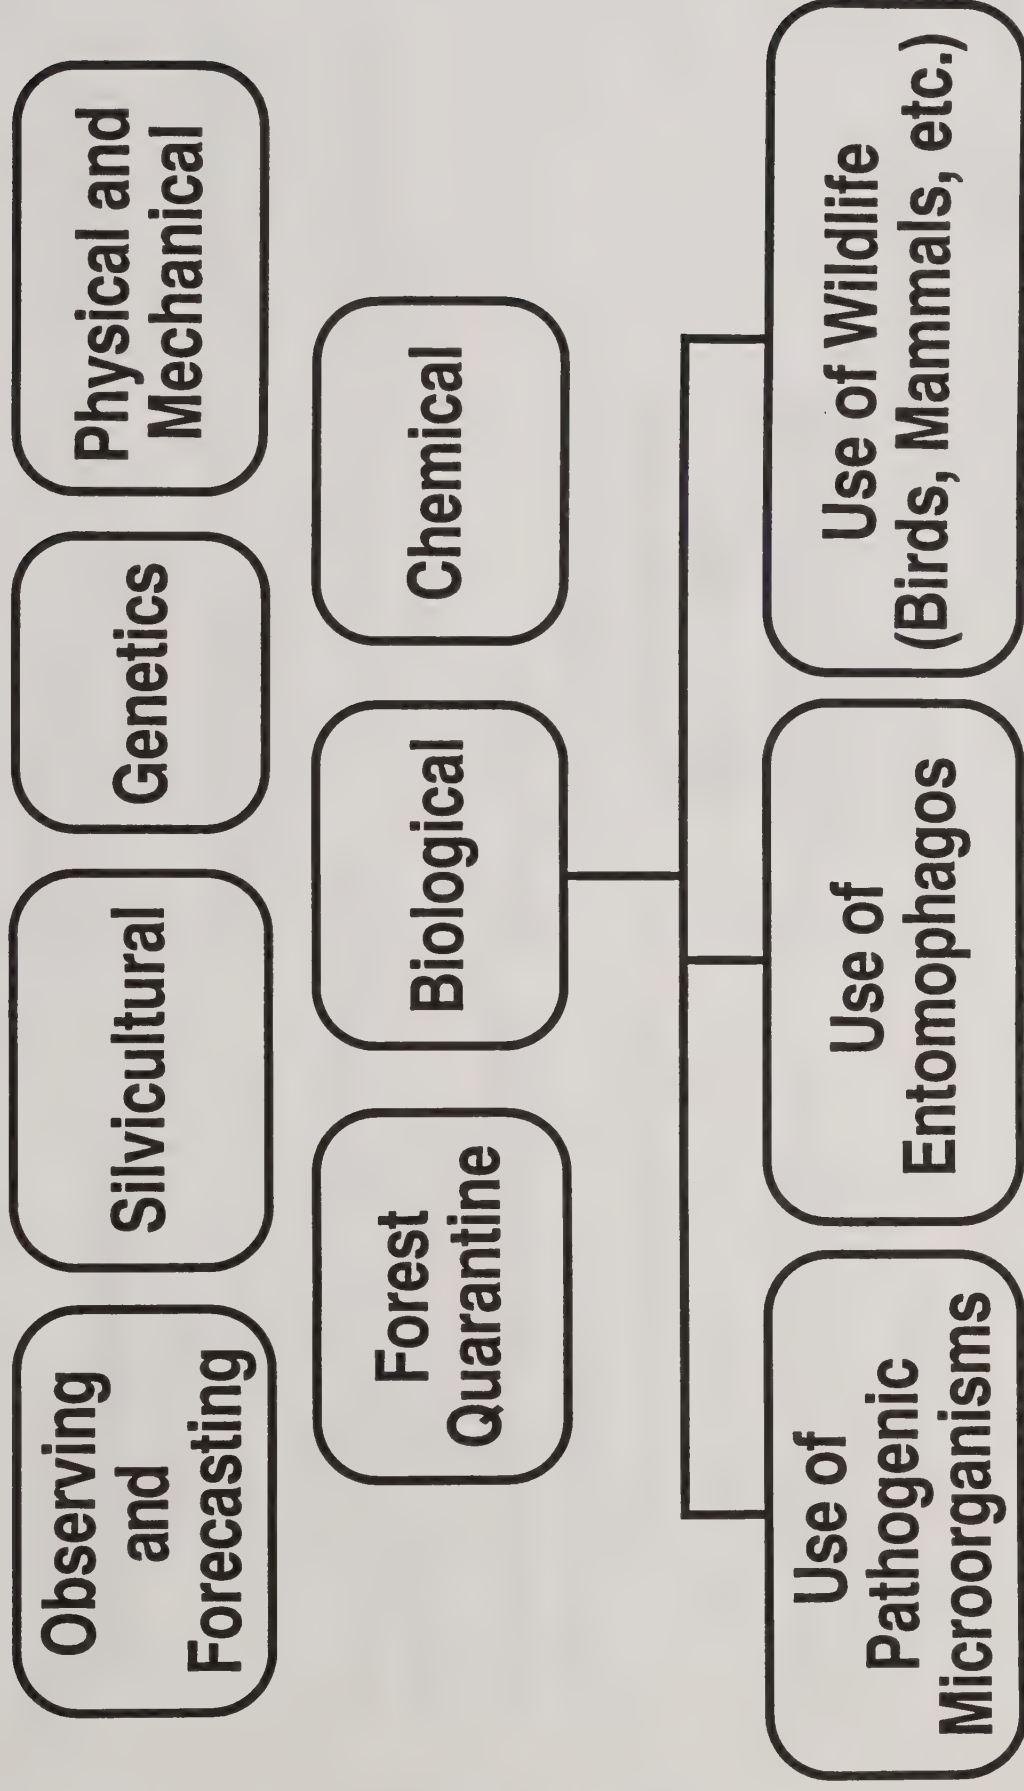 Observing
and
Forecasting
Silvicultural
Genetics
Physical and
Mechanical
Forest
Quarantine
Biological
Chemical
Use of
Pathogenic
Microorganisms
Use of
Entomophagos
Use of Wildlife
(Birds, Mammals, etc.)